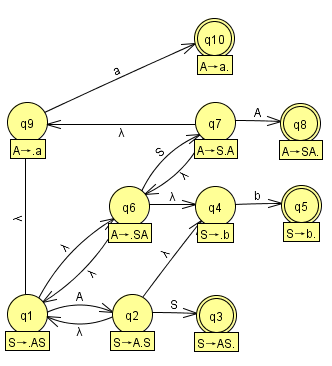 q10
A→a.
a
q9
A→.a
q7
A→S.A
A
q8
A→SA.
λ
S
λ
q6
A→.SA
λ
q4
S→.b
b
q5
S→b.
λ
λ
λ
λ
q1
S→.AS
A
λ
q2
S→A.S
S
q3
S→AS.